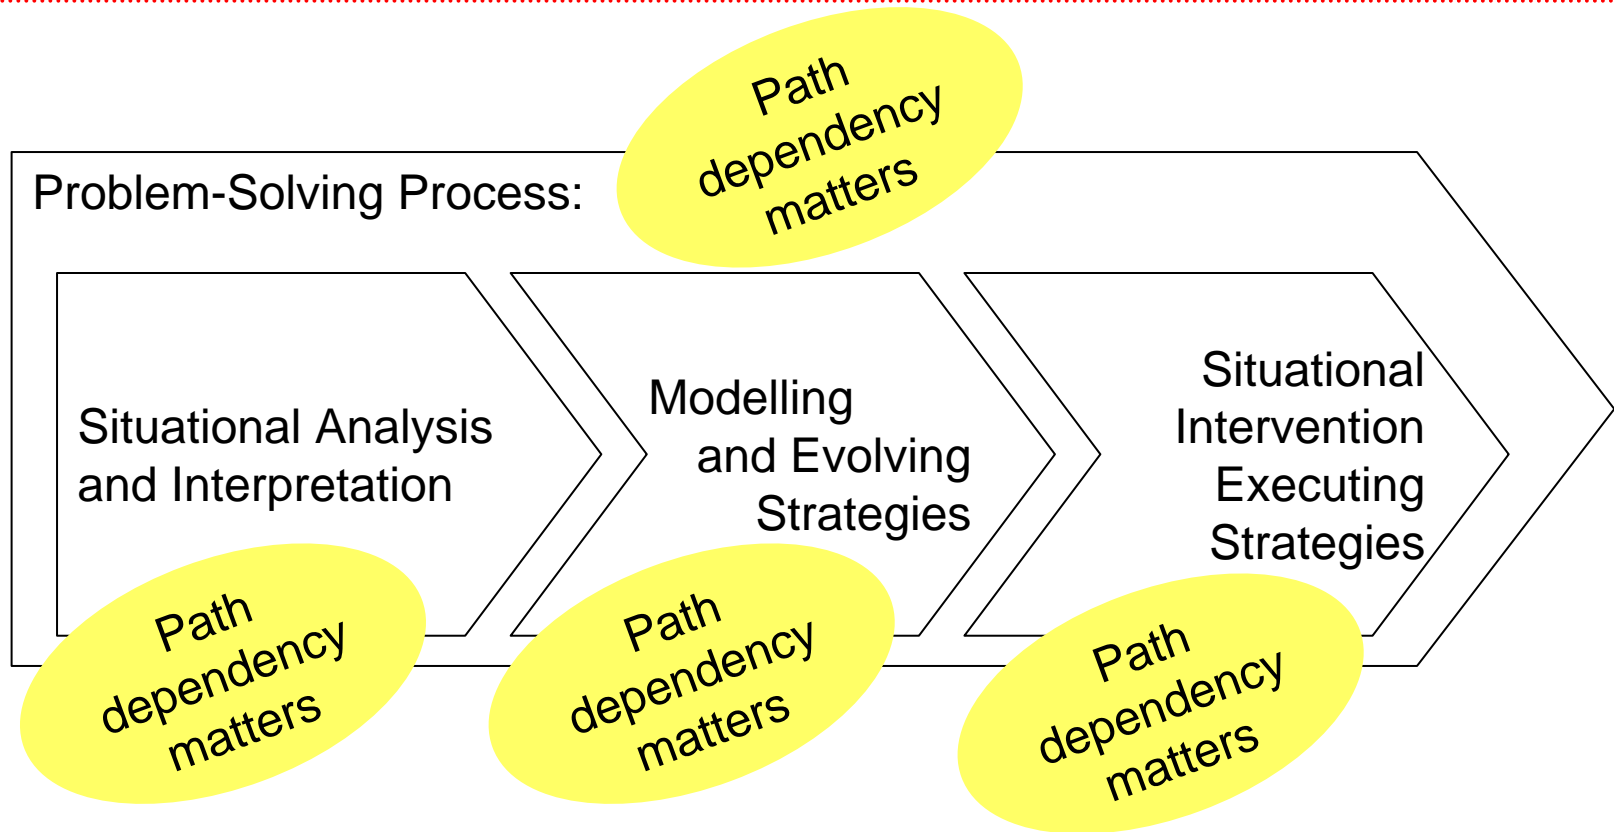 Path
dependency
matters
Problem-Solving Process:
Situational Analysis
and Interpretation
Modelling
and Evolving
Strategies
Situational
Intervention
Executing
Strategies
Path
dependency
matters
Path
dependency
matters
Path
dependency
matters